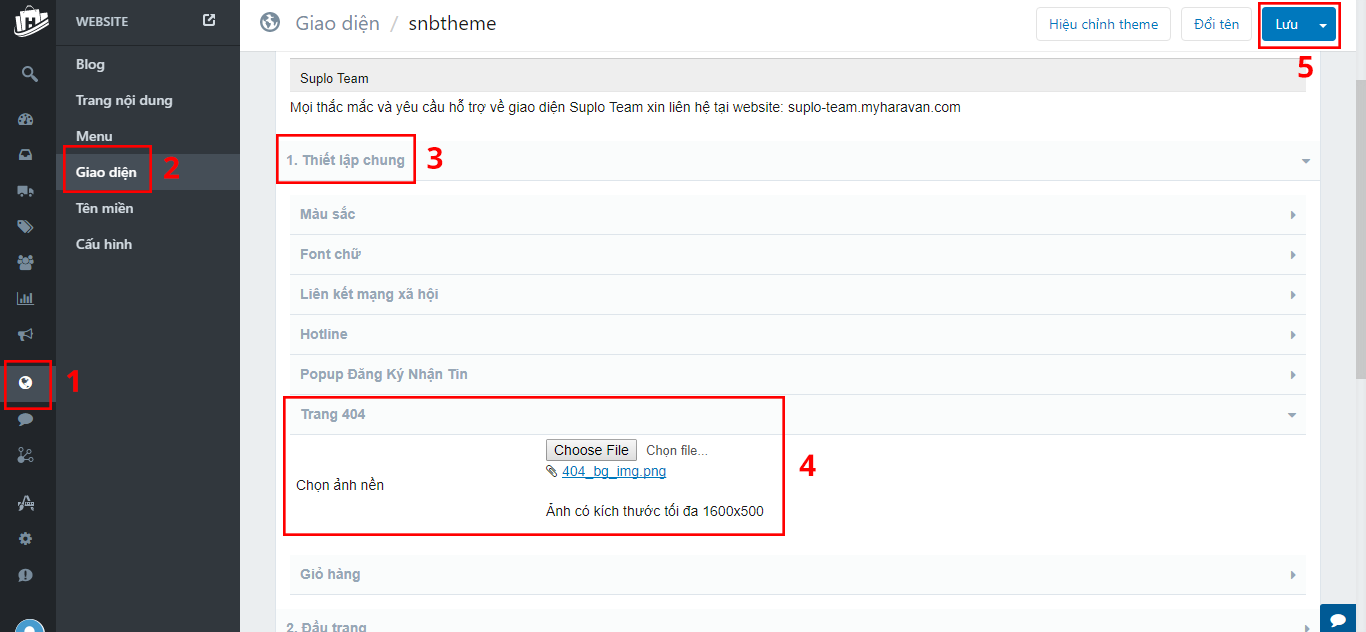 WEBSITE
Blog
Trang nội dung
Menu
Giao diện
2
Tên miền
Cấu hình
1
Giao diện / snbtheme
Hiệu chỉnh theme
Đổi tên
Lưu
5
Suplo Team
Mọi thắc mắc và yêu cầu hỗ trợ về giao diện Suplo Team xin liên hệ tại website: suplo-team.myharavan.com
1. Thiết lập chung
3
Màu sắc
Font chữ
Liên kết mạng xã hội
Hotline
Popup Đăng Ký Nhận Tin
Trang 404
Choose File Chọn file...
404_bg_img.png
Chọn ảnh nền
Ảnh có kích thước tối đa 1600x500
4
Giỏ hàng
2. Đầu trang